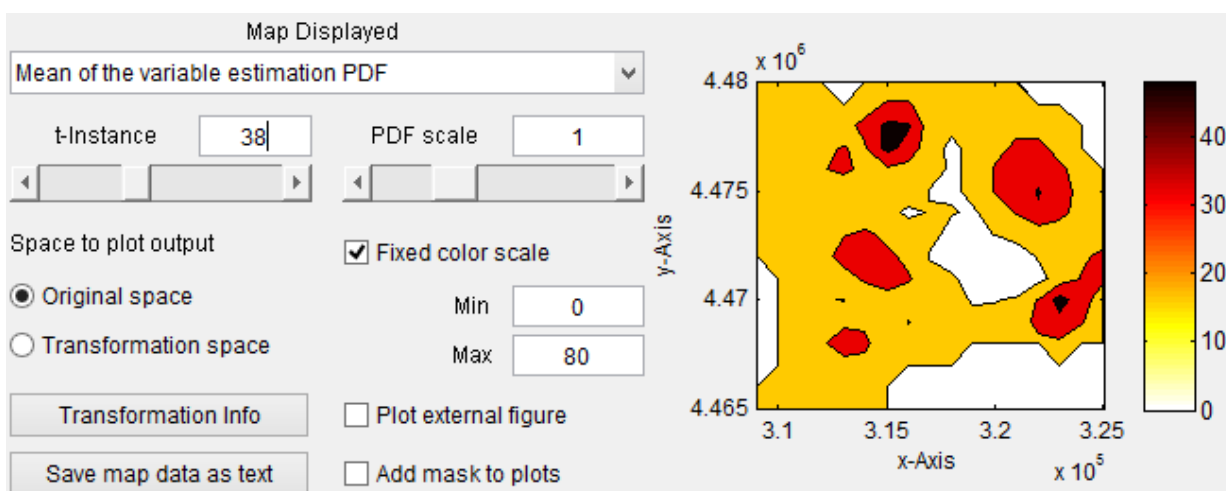 Map Displayed
Mean of the variable estimation PDF
t-Instance 38 PDF scale 1
Space to plot output
Fixed color scale
Original space
Min 0
Transformation space
Max 80
Transformation Info
Plot external figure
Save map data as text
Add mask to plots
x 10^6
4.48
4.475
4.47
4.465
y-Axis
3.1 3.15 3.2 3.25
x-Axis
x 10^5
40
30
20
10
0